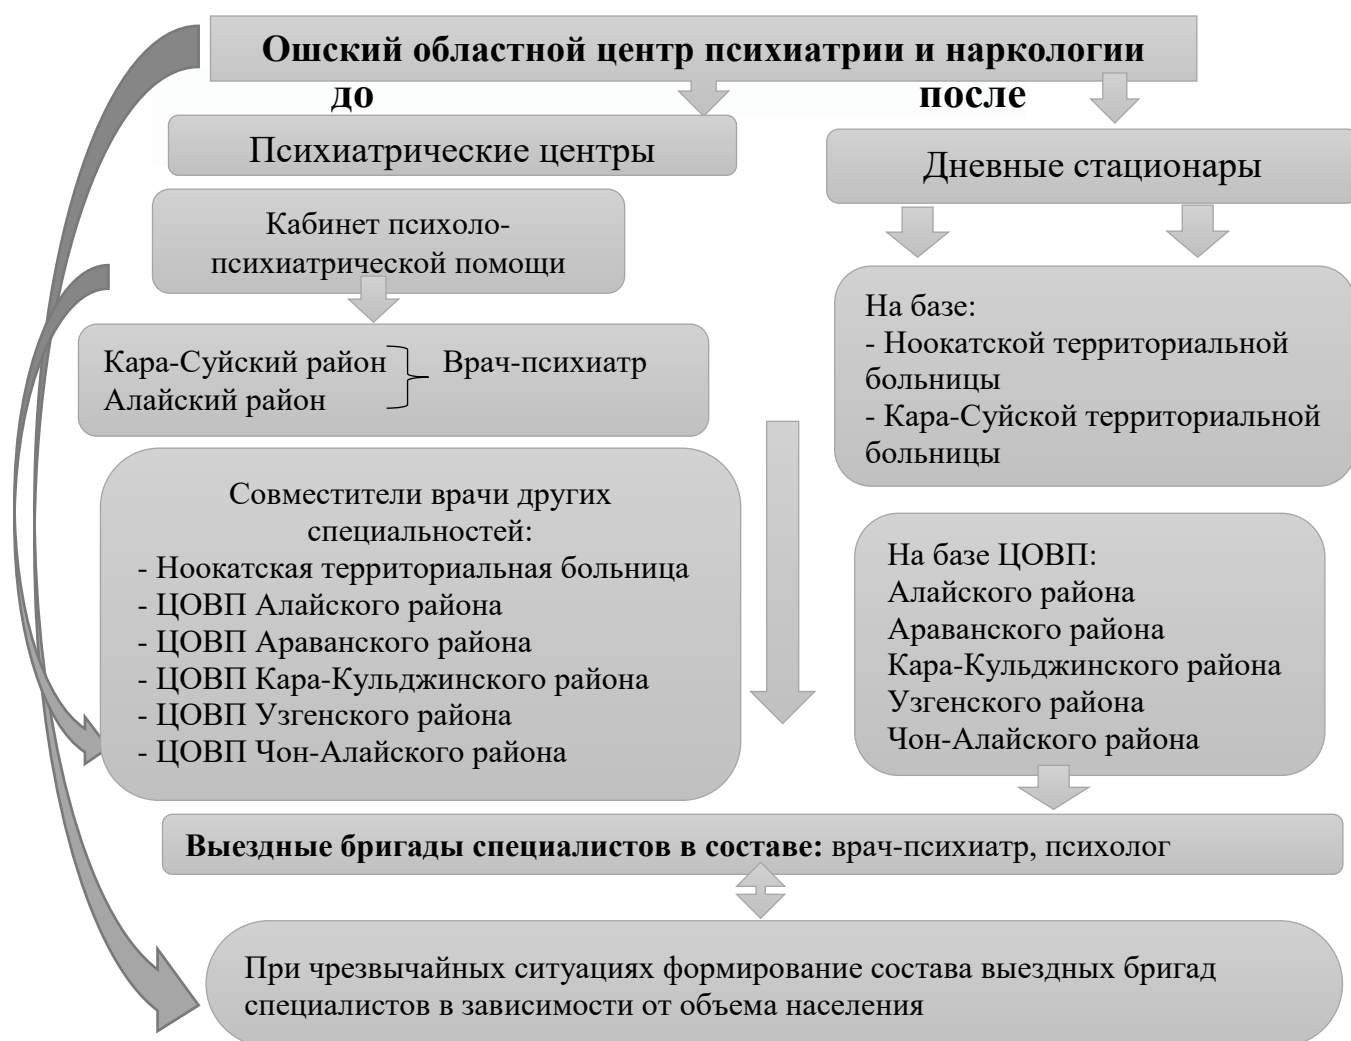 Ошский областной центр психиатрии и наркологии
до
после
Психиатрические центры
Дневные стационары
Кабинет психоло-
психиатрической помощи
Кара-Суйский район
Алайский район
Врач-психиатр
На базе:
- Ноокатской территориальной
больницы
- Кара-Суйской территориальной
больницы
Совместители врачи других
специальностей:
- Ноокатская территориальная больница
- ЦОВП Алайского района
- ЦОВП Араванского района
- ЦОВП Кара-Кульджинского района
- ЦОВП Узгенского района
- ЦОВП Чон-Алайского района
На базе ЦОВП:
Алайского района
Араванского района
Кара-Кульджинского района
Узгенского района
Чон-Алайского района
Выездные бригады специалистов в составе: врач-психиатр, психолог
При чрезвычайных ситуациях формирование состава выездных бригад
специалистов в зависимости от объема населения